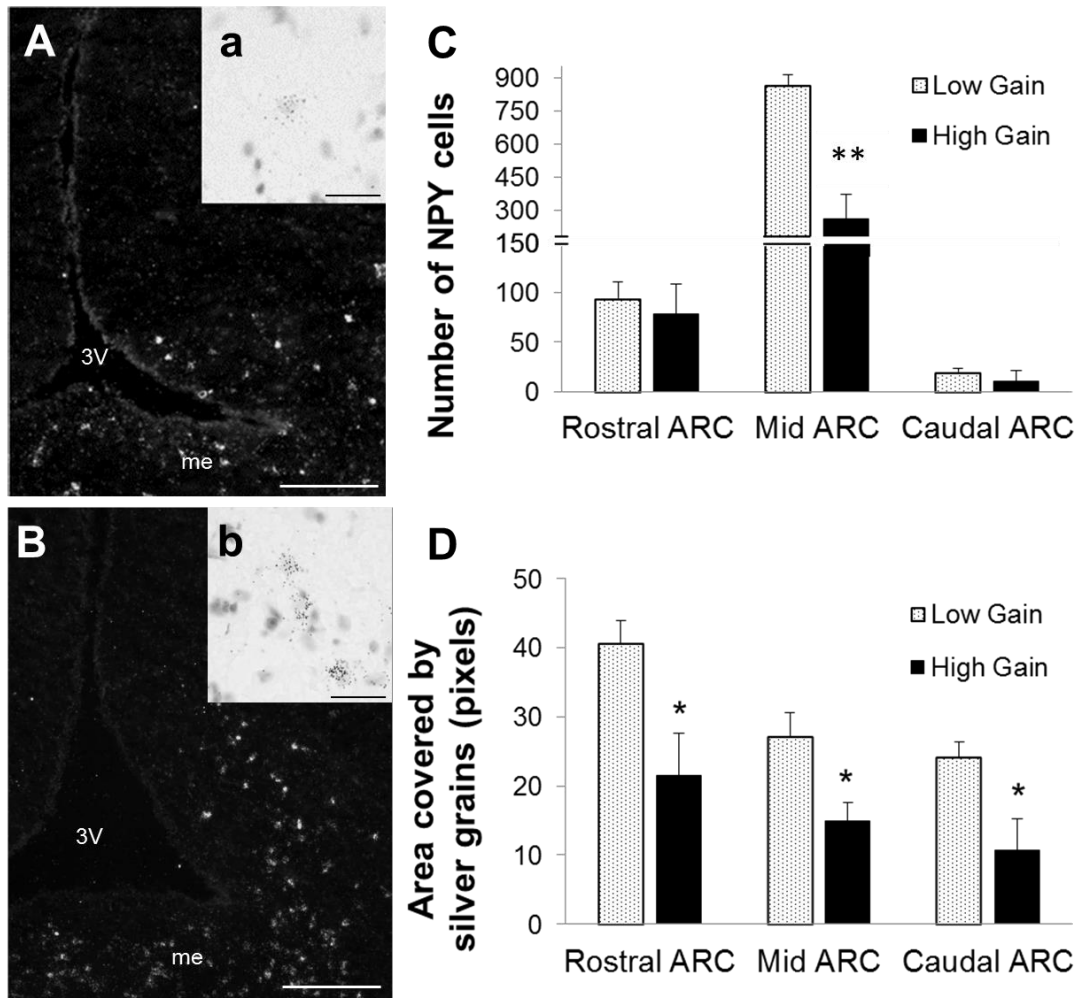 A
a
3V
me
B
b
3V
me
C
Number of NPY cells
900
750
600
450
300
150
100
50
0
Low Gain
High Gain
**
Rostral ARC Mid ARC Caudal ARC
D
Area covered by
silver grains (pixels)
50
40
30
20
10
0
Low Gain
High Gain
*
*
*
Rostral ARC Mid ARC Caudal ARC